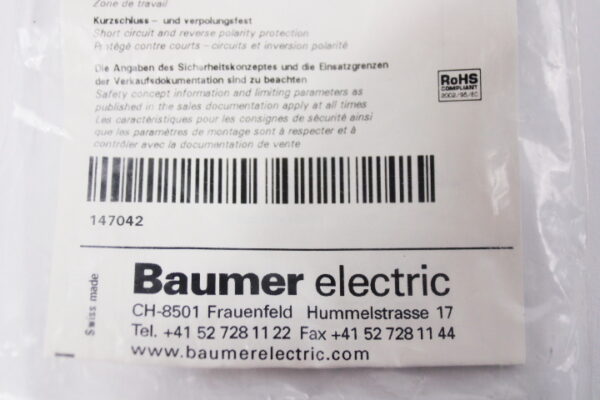 Zone de travail
Kurzschluss - und verpolungsfest
Short circuit and reverse polarity protection
Protégé contre courts - circuits et inversion polarité
Die Angaben des Sicherheitskonzeptes und die Einsatzgrenzen
der Verkaufsdokumentation sind zu beachten
Safety concept information and limiting parameters as
published in the sales documentation apply at all times
Les caractéristiques pour les consignes de sécurité ainsi
que les paramètres de montage sont à respecter et à
contrôler avec la documentation de vente
RoHS
COMPLIANT
2002/95/EC
147042
Swiss made
Baumer electric
CH-8501 Frauenfeld Hummelstrasse 17
Tel. +41 52 728 11 22 Fax +41 52 728 11 44
www.baumerelectric.com